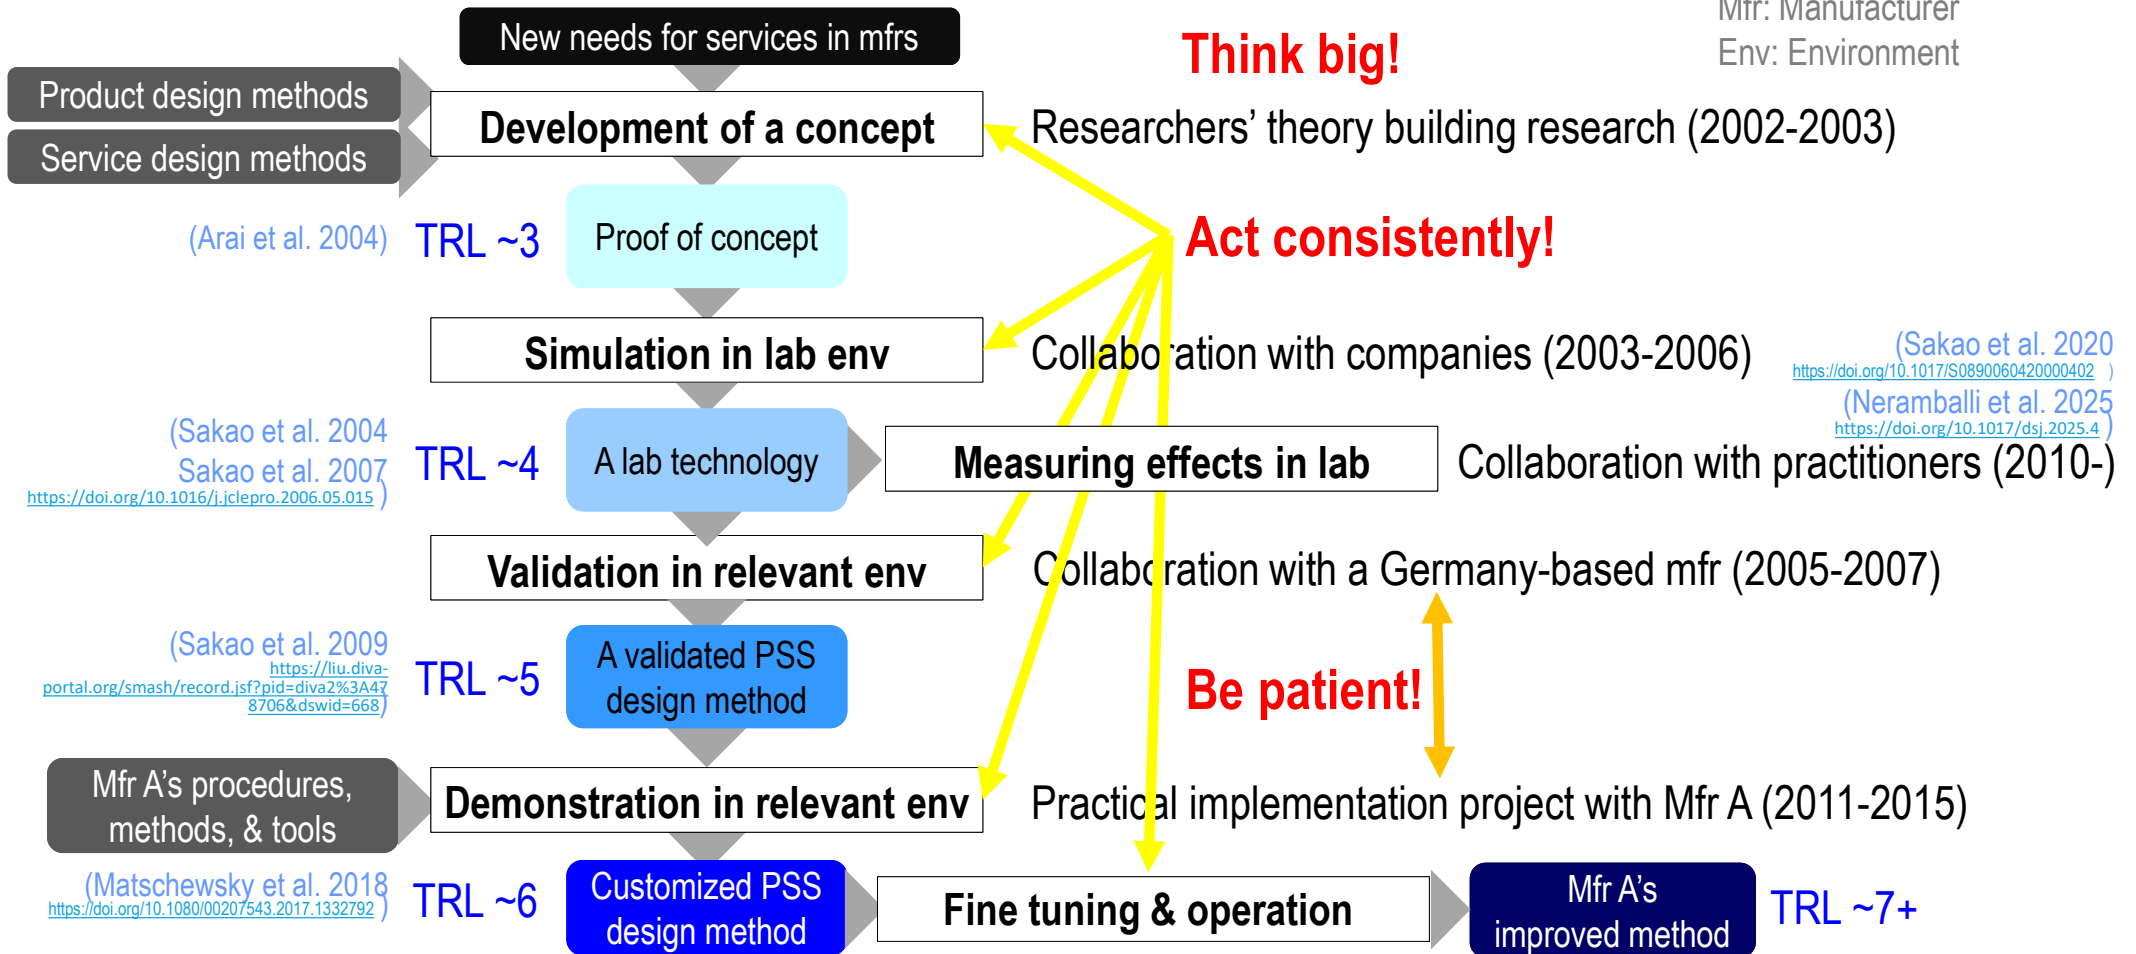 New needs for services in mfrs
Think big!
Mfr: Manufacturer
Env: Environment
Product design methods
Service design methods
Development of a concept
Researchers’ theory building research (2002-2003)
(Arai et al. 2004)
TRL ~3
Proof of concept
Act consistently!
Simulation in lab env
Collaboration with companies (2003-2006)
(Sakao et al. 2020
https://doi.org/10.1017/S0890060420000402 )
(Neramballi et al. 2025
https://doi.org/10.1017/dsj.2025.4 )
(Sakao et al. 2004
Sakao et al. 2007
https://doi.org/10.1016/j.jclepro.2006.05.015 )
TRL ~4
A lab technology
Measuring effects in lab
Collaboration with practitioners (2010-)
Validation in relevant env
Collaboration with a Germany-based mfr (2005-2007)
(Sakao et al. 2009
https://liu.diva-
portal.org/smash/record.jsf?pid=diva2%3A47
8706&dswid=668)
TRL ~5
A validated PSS
design method
Be patient!
Mfr A’s procedures,
methods, & tools
Demonstration in relevant env
Practical implementation project with Mfr A (2011-2015)
(Matschewsky et al. 2018
https://doi.org/10.1080/00207543.2017.1332792 )
TRL ~6
Customized PSS
design method
Fine tuning & operation
Mfr A’s
improved method
TRL ~7+